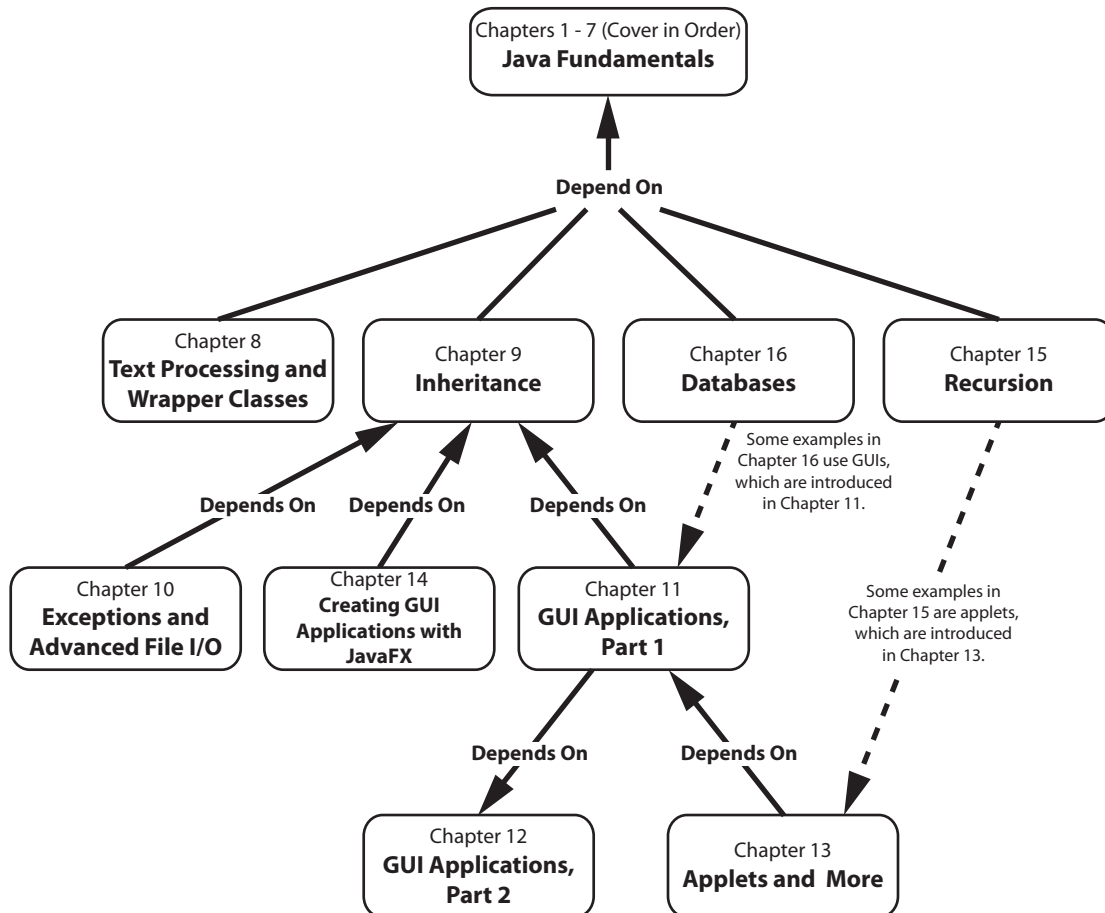 Chapters 1 - 7 (Cover in Order)
Java Fundamentals
Depend On
Chapter 8
Text Processing and
Wrapper Classes
Chapter 9
Inheritance
Chapter 16
Databases
Chapter 15
Recursion
Some examples in
Chapter 16 use GUIs,
which are introduced
in Chapter 11.
Depends On
Depends On
Depends On
Chapter 10
Exceptions and
Advanced File I/O
Chapter 14
Creating GUI
Applications with
JavaFX
Chapter 11
GUI Applications,
Part 1
Some examples in
Chapter 15 are applets,
which are introduced
in Chapter 13.
Depends On
Depends On
Chapter 12
GUI Applications,
Part 2
Chapter 13
Applets and More